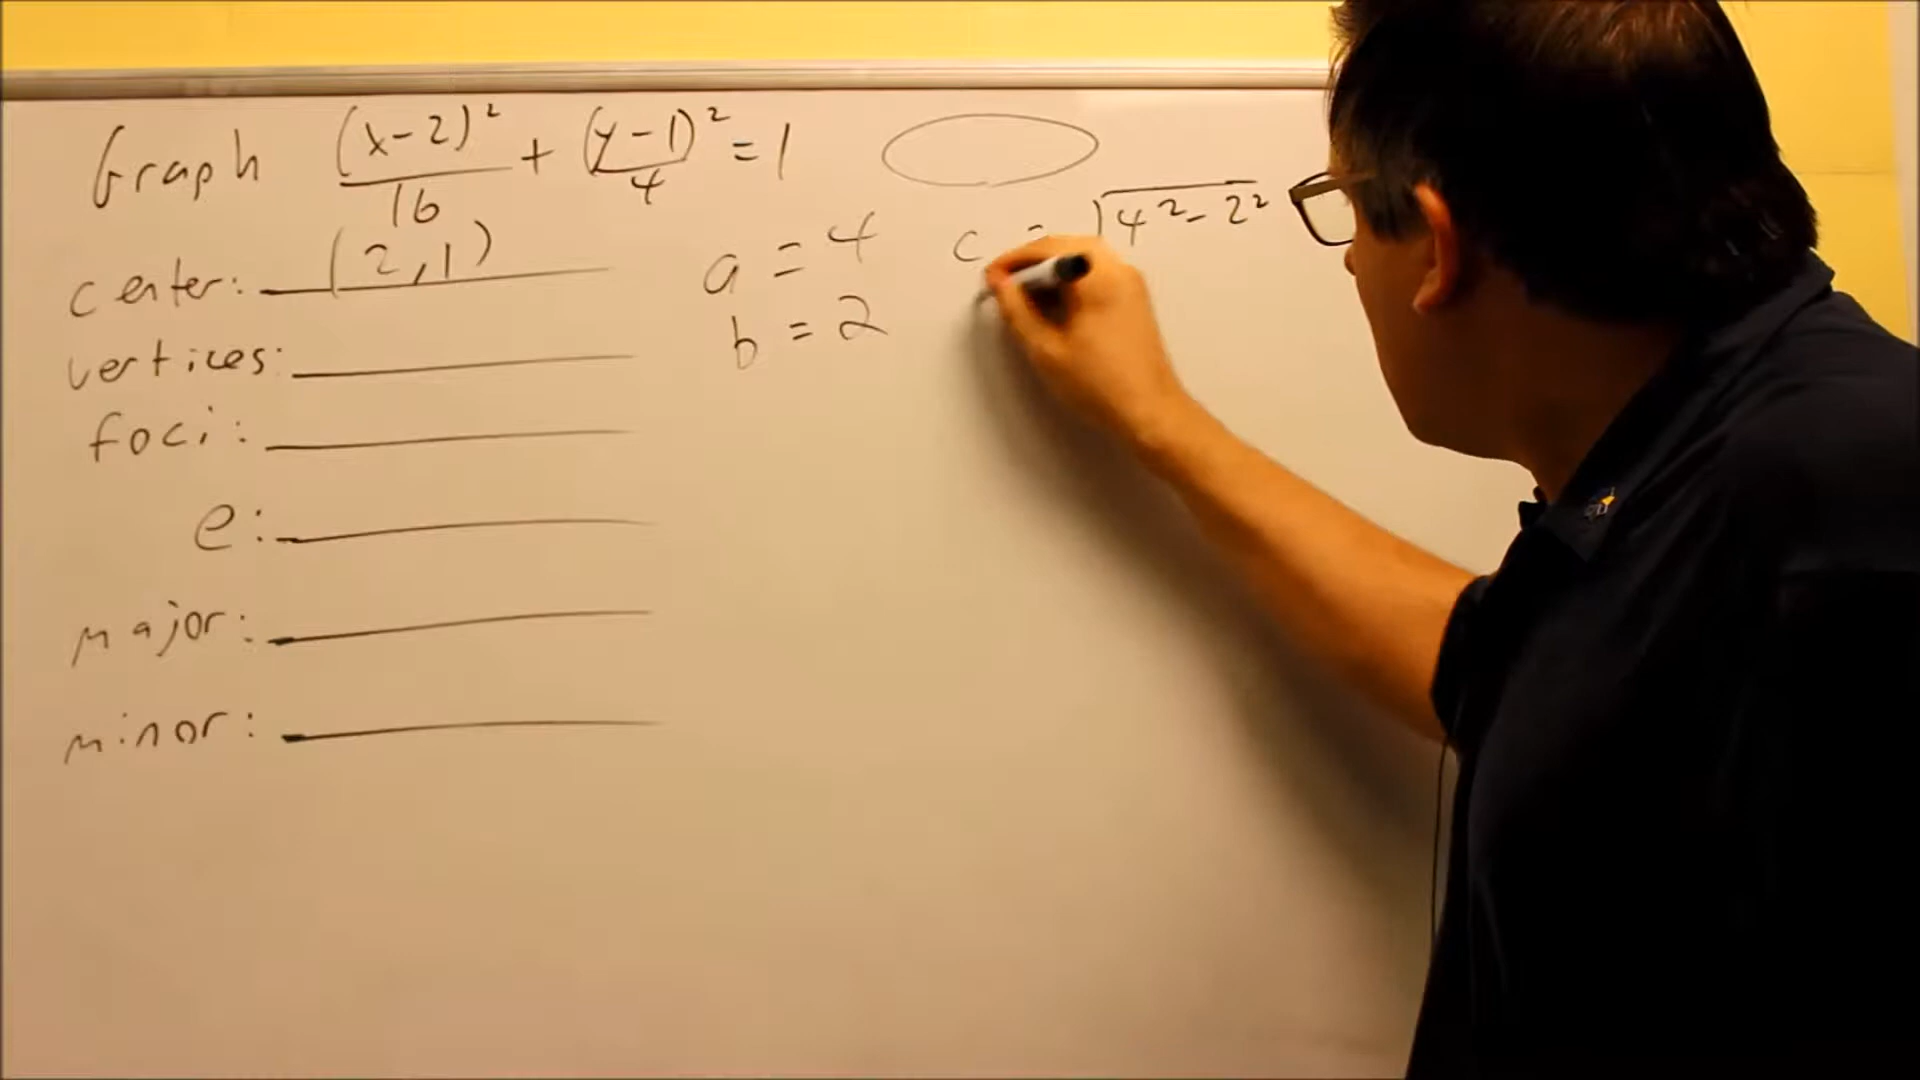 Graph (x-2)²/16 + (y-1)²/4 = 1
center: (2,1)
vertices:
foci:
e:
major:
minor:
a = 4
b = 2
c = √4²-2²